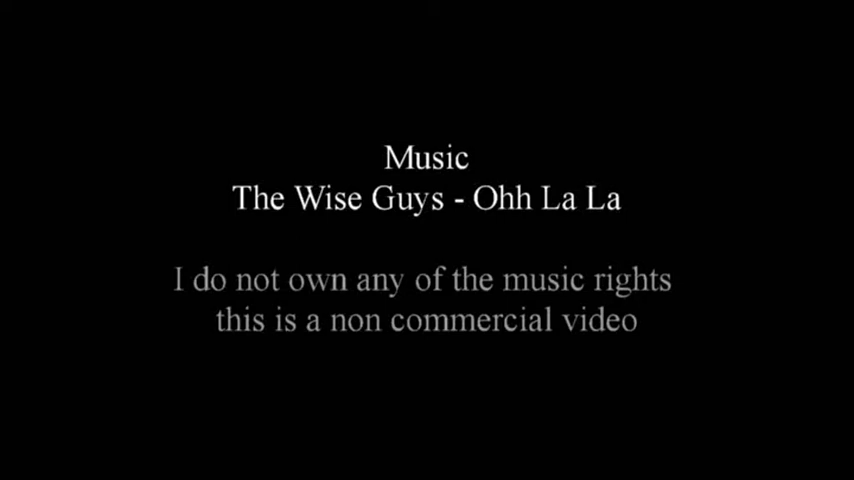 Music
The Wise Guys - Ohh La La
I do not own any of the music rights
this is a non commercial video